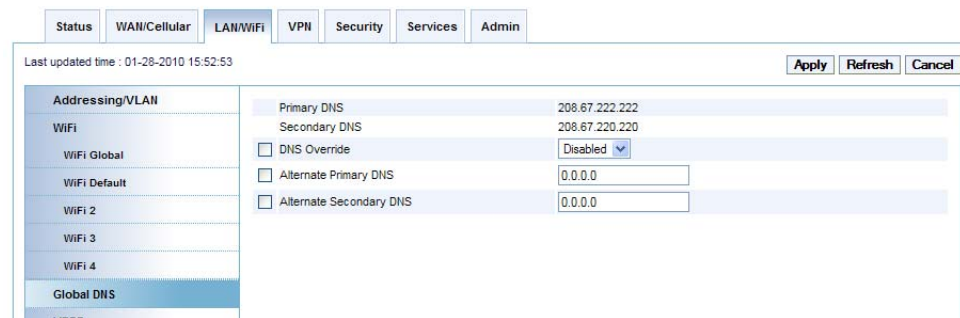 Status WAN/Cellular LAN/WiFi VPN Security Services Admin
Last updated time : 01-28-2010 15:52:53 Apply Refresh Cancel
Addressing/VLAN
WiFi
WiFi Global
WiFi Default
WiFi 2
WiFi 3
WiFi 4
Global DNS
Primary DNS 208.67.222.222
Secondary DNS 208.67.220.220
DNS Override Disabled
Alternate Primary DNS 0.0.0.0
Alternate Secondary DNS 0.0.0.0